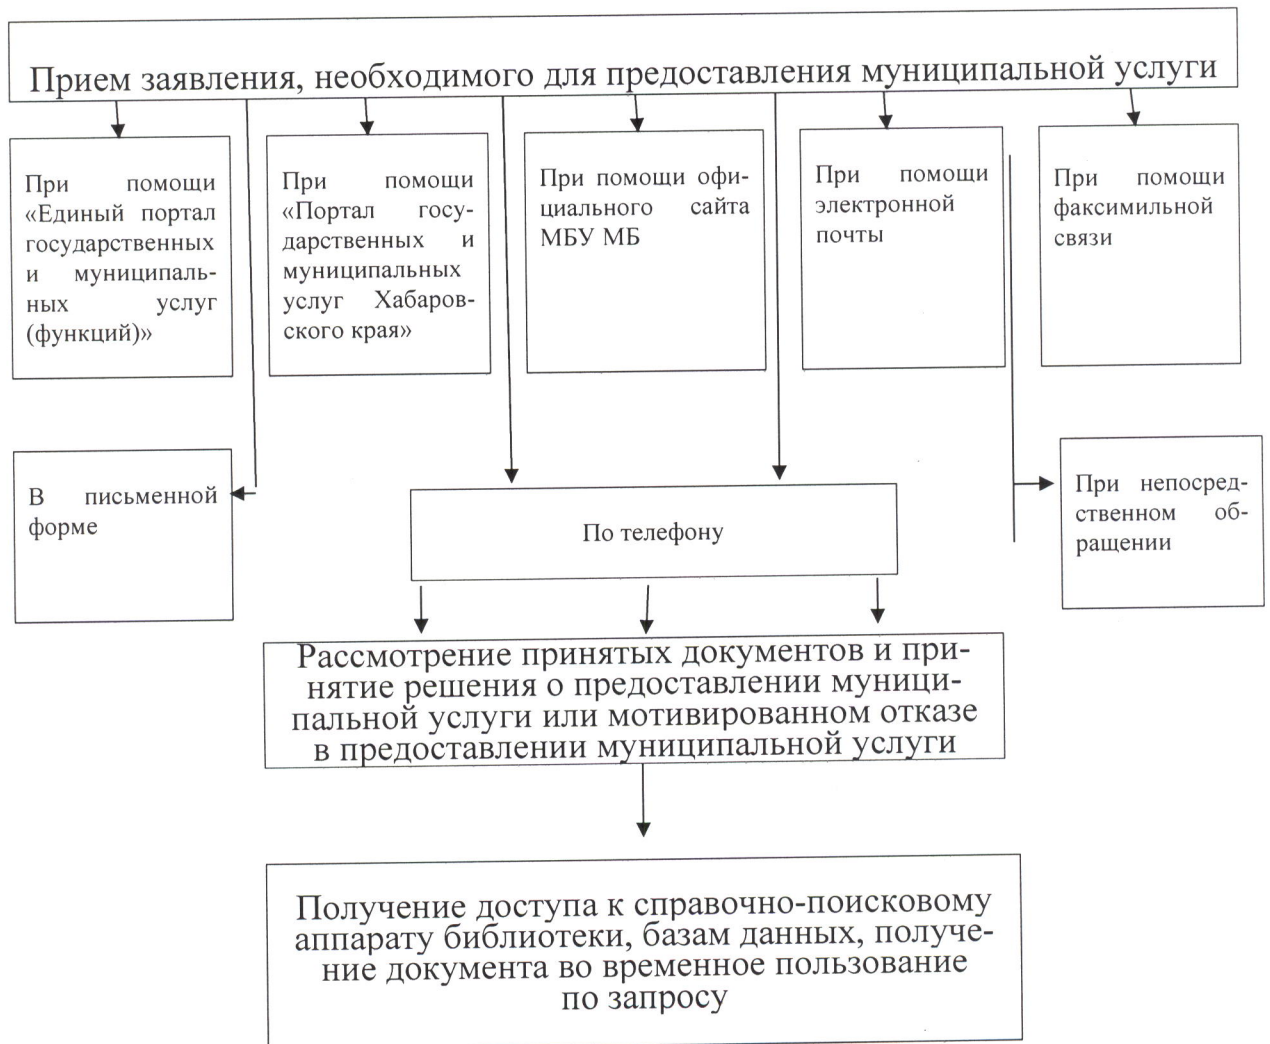 Прием заявления, необходимого для предоставления муниципальной услуги
При помощи
«Единый портал
государственных
и муниципаль-
ных услуг
(функций)»
При помощи
«Портал госу-
дарственных и
муниципальных
услуг Хабаров-
ского края»
При помощи офи-
циального сайта
МБУ МБ
При помощи
электронной
почты
При помощи
факсимильной
связи
В письменной
форме
По телефону
При непосред-
ственном об-
ращении
Рассмотрение принятых документов и при-
нятие решения о предоставлении муници-
пальной услуги или мотивированном отказе
в предоставлении муниципальной услуги
Получение доступа к справочно-поисковому
аппарату библиотеки, базам данных, получе-
ние документа во временное пользование
по запросу